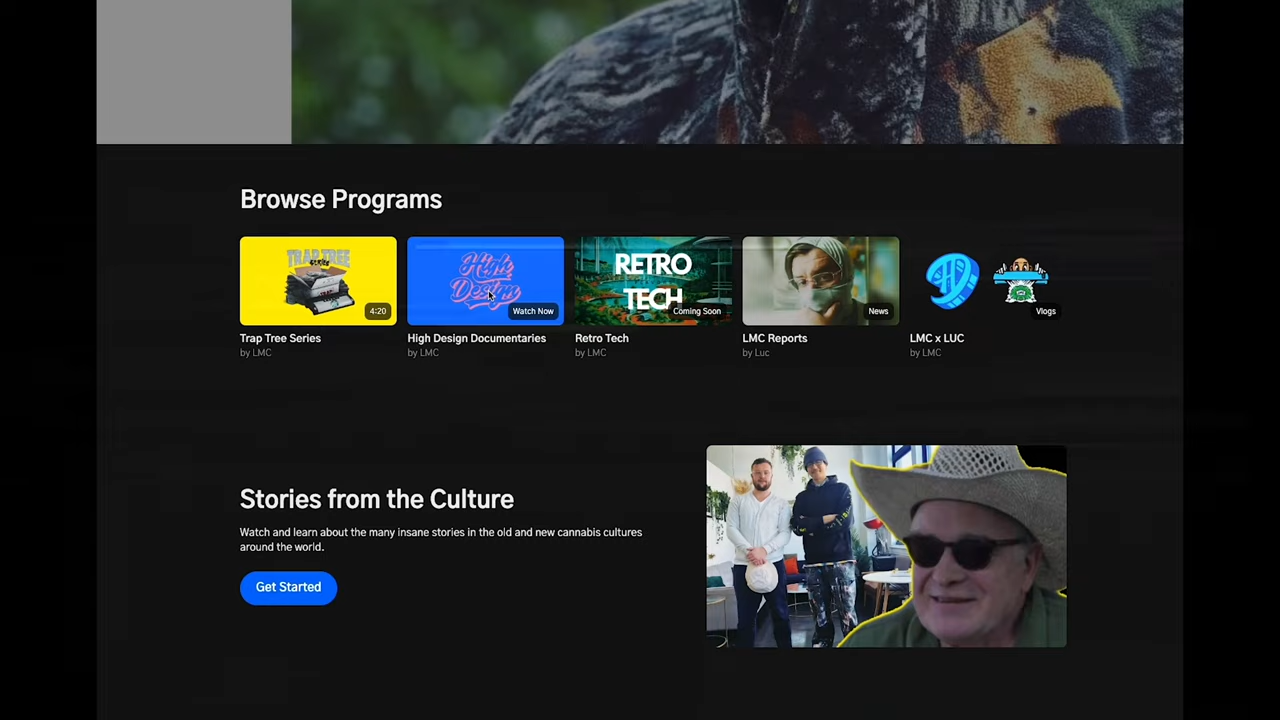 Browse Programs
TRAP TREE
4:20
High
Design
Watch Now
RETRO
TECH
Coming Soon
News
Vlogs
Trap Tree Series
by LMC
High Design Documentaries
by LMC
Retro Tech
by LMC
LMC Reports
by Luc
LMC x LUC
by LMC
Stories from the Culture
Watch and learn about the many insane stories in the old and new cannabis cultures
around the world.
Get Started